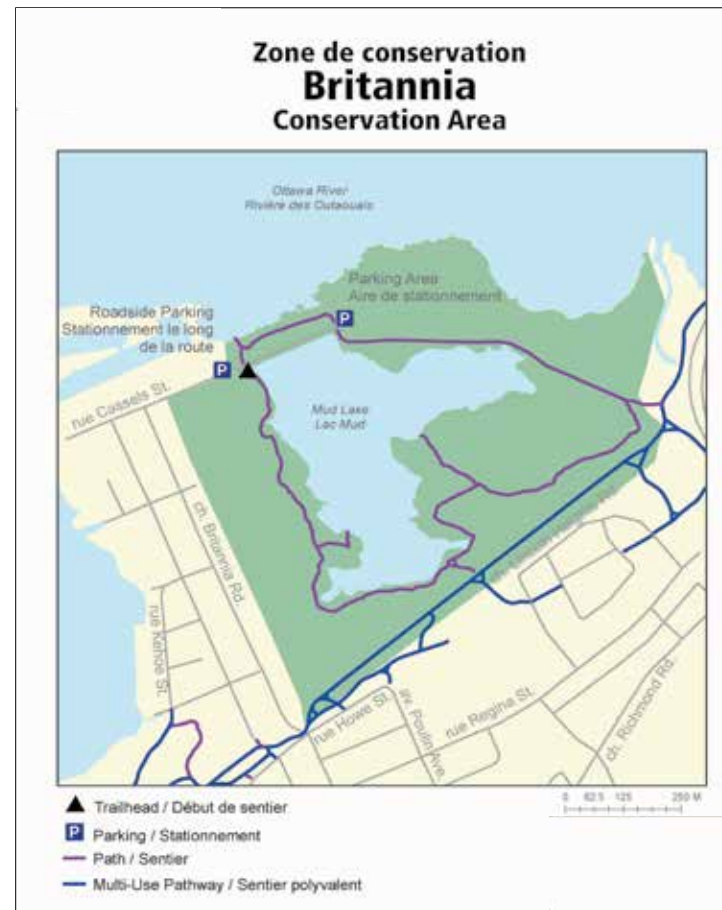 Zone de conservation
Britannia
Conservation Area
Ottawa River
Rivière des Outaouais
Parking Area
Aire de stationnement
P
Roadside Parking
Stationnement le long
de la route
P
rue Cassels St.
Mud Lake
Lac Mud
ch. Britannia Rd.
rue Kehoe St.
rue Howe St.
av. Poulin Ave.
rue Regina St.
ch. Richmond Rd.
0 62.5 125 250 M
Trailhead / Début de sentier
P Parking / Stationnement
Path / Sentier
Multi-Use Pathway / Sentier polyvalent